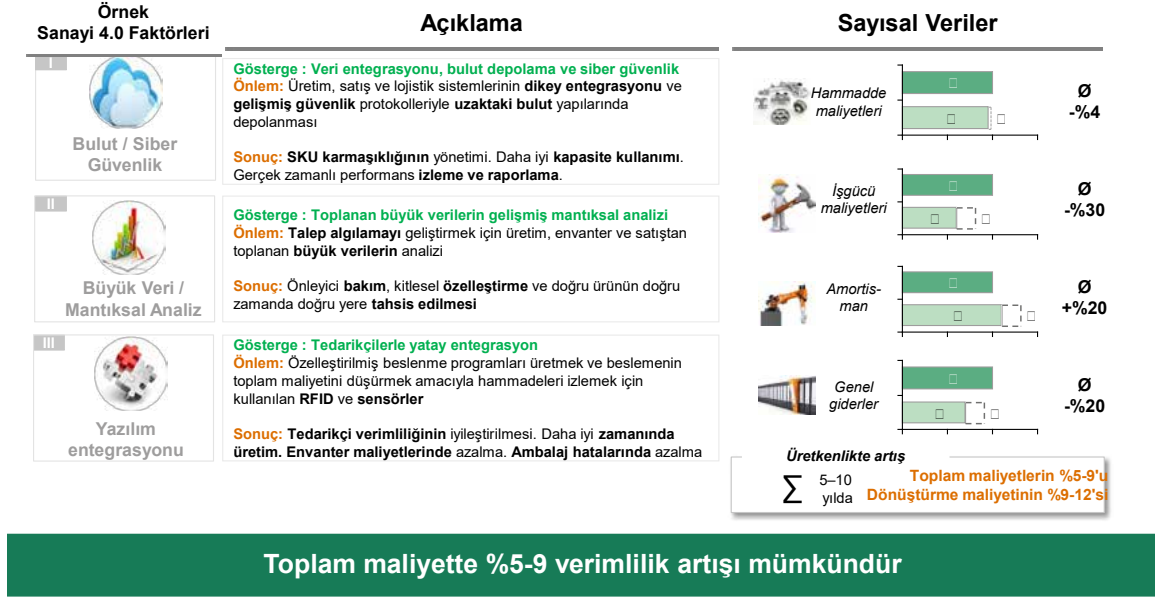 Örnek
Sanayi 4.0 Faktörleri
Açıklama
Sayısal Veriler
I
Bulut / Siber
Güvenlik
Gösterge : Veri entegrasyonu, bulut depolama ve siber güvenlik
Önlem: Üretim, satış ve lojistik sistemlerinin dikey entegrasyonu ve
gelişmiş güvenlik protokolleriyle uzaktaki bulut yapılarında
depolanması
Sonuç: SKU karmaşıklığının yönetimi. Daha iyi kapasite kullanımı.
Gerçek zamanlı performans izleme ve raporlama.
II
Büyük Veri /
Mantıksal Analiz
Gösterge : Toplanan büyük verilerin gelişmiş mantıksal analizi
Önlem: Talep algılamayı geliştirmek için üretim, envanter ve satıştan
toplanan büyük verilerin analizi
Sonuç: Önleyici bakım, kitlesel özelleştirme ve doğru ürünün doğru
zamanda doğru yere tahsis edilmesi
III
Yazılım
entegrasyonu
Gösterge : Tedarikçilerle yatay entegrasyon
Önlem: Özelleştirilmiş beslenme programları üretmek ve beslemenin
toplam maliyetini düşürmek amacıyla hammadeleri izlemek için
kullanılan RFID ve sensörler
Sonuç: Tedarikçi verimliliğinin iyileştirilmesi. Daha iyi zamanında
üretim. Envanter maliyetlerinde azalma. Ambalaj hatalarında azalma
Hammadde
maliyetleri
Ø
-%4
İşgücü
maliyetleri
Ø
-%30
Amortis-
man
Ø
+%20
Genel
giderler
Ø
-%20
Üretkenlikte artış
∑
5–10
yılda
Toplam maliyetlerin %5-9'u
Dönüştürme maliyetinin %9-12'si
Toplam maliyette %5-9 verimlilik artışı mümkündür